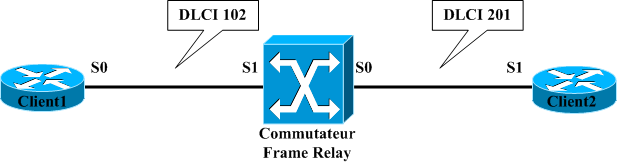 DLCI 102
DLCI 201
S0
S1
S0
S1
Client1
Client2
Commutateur
Frame Relay